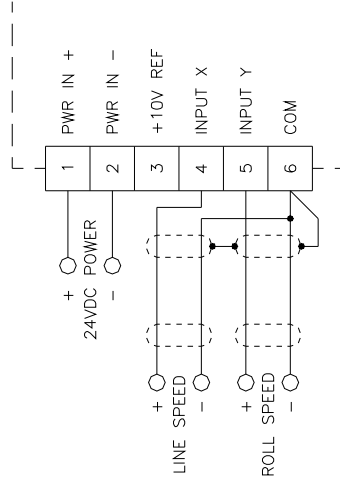 1 PWR IN +
2 PWR IN -
3 +10V REF
4 INPUT X
5 INPUT Y
6 COM
+
24VDC POWER
-
+
LINE SPEED
-
+
ROLL SPEED
-